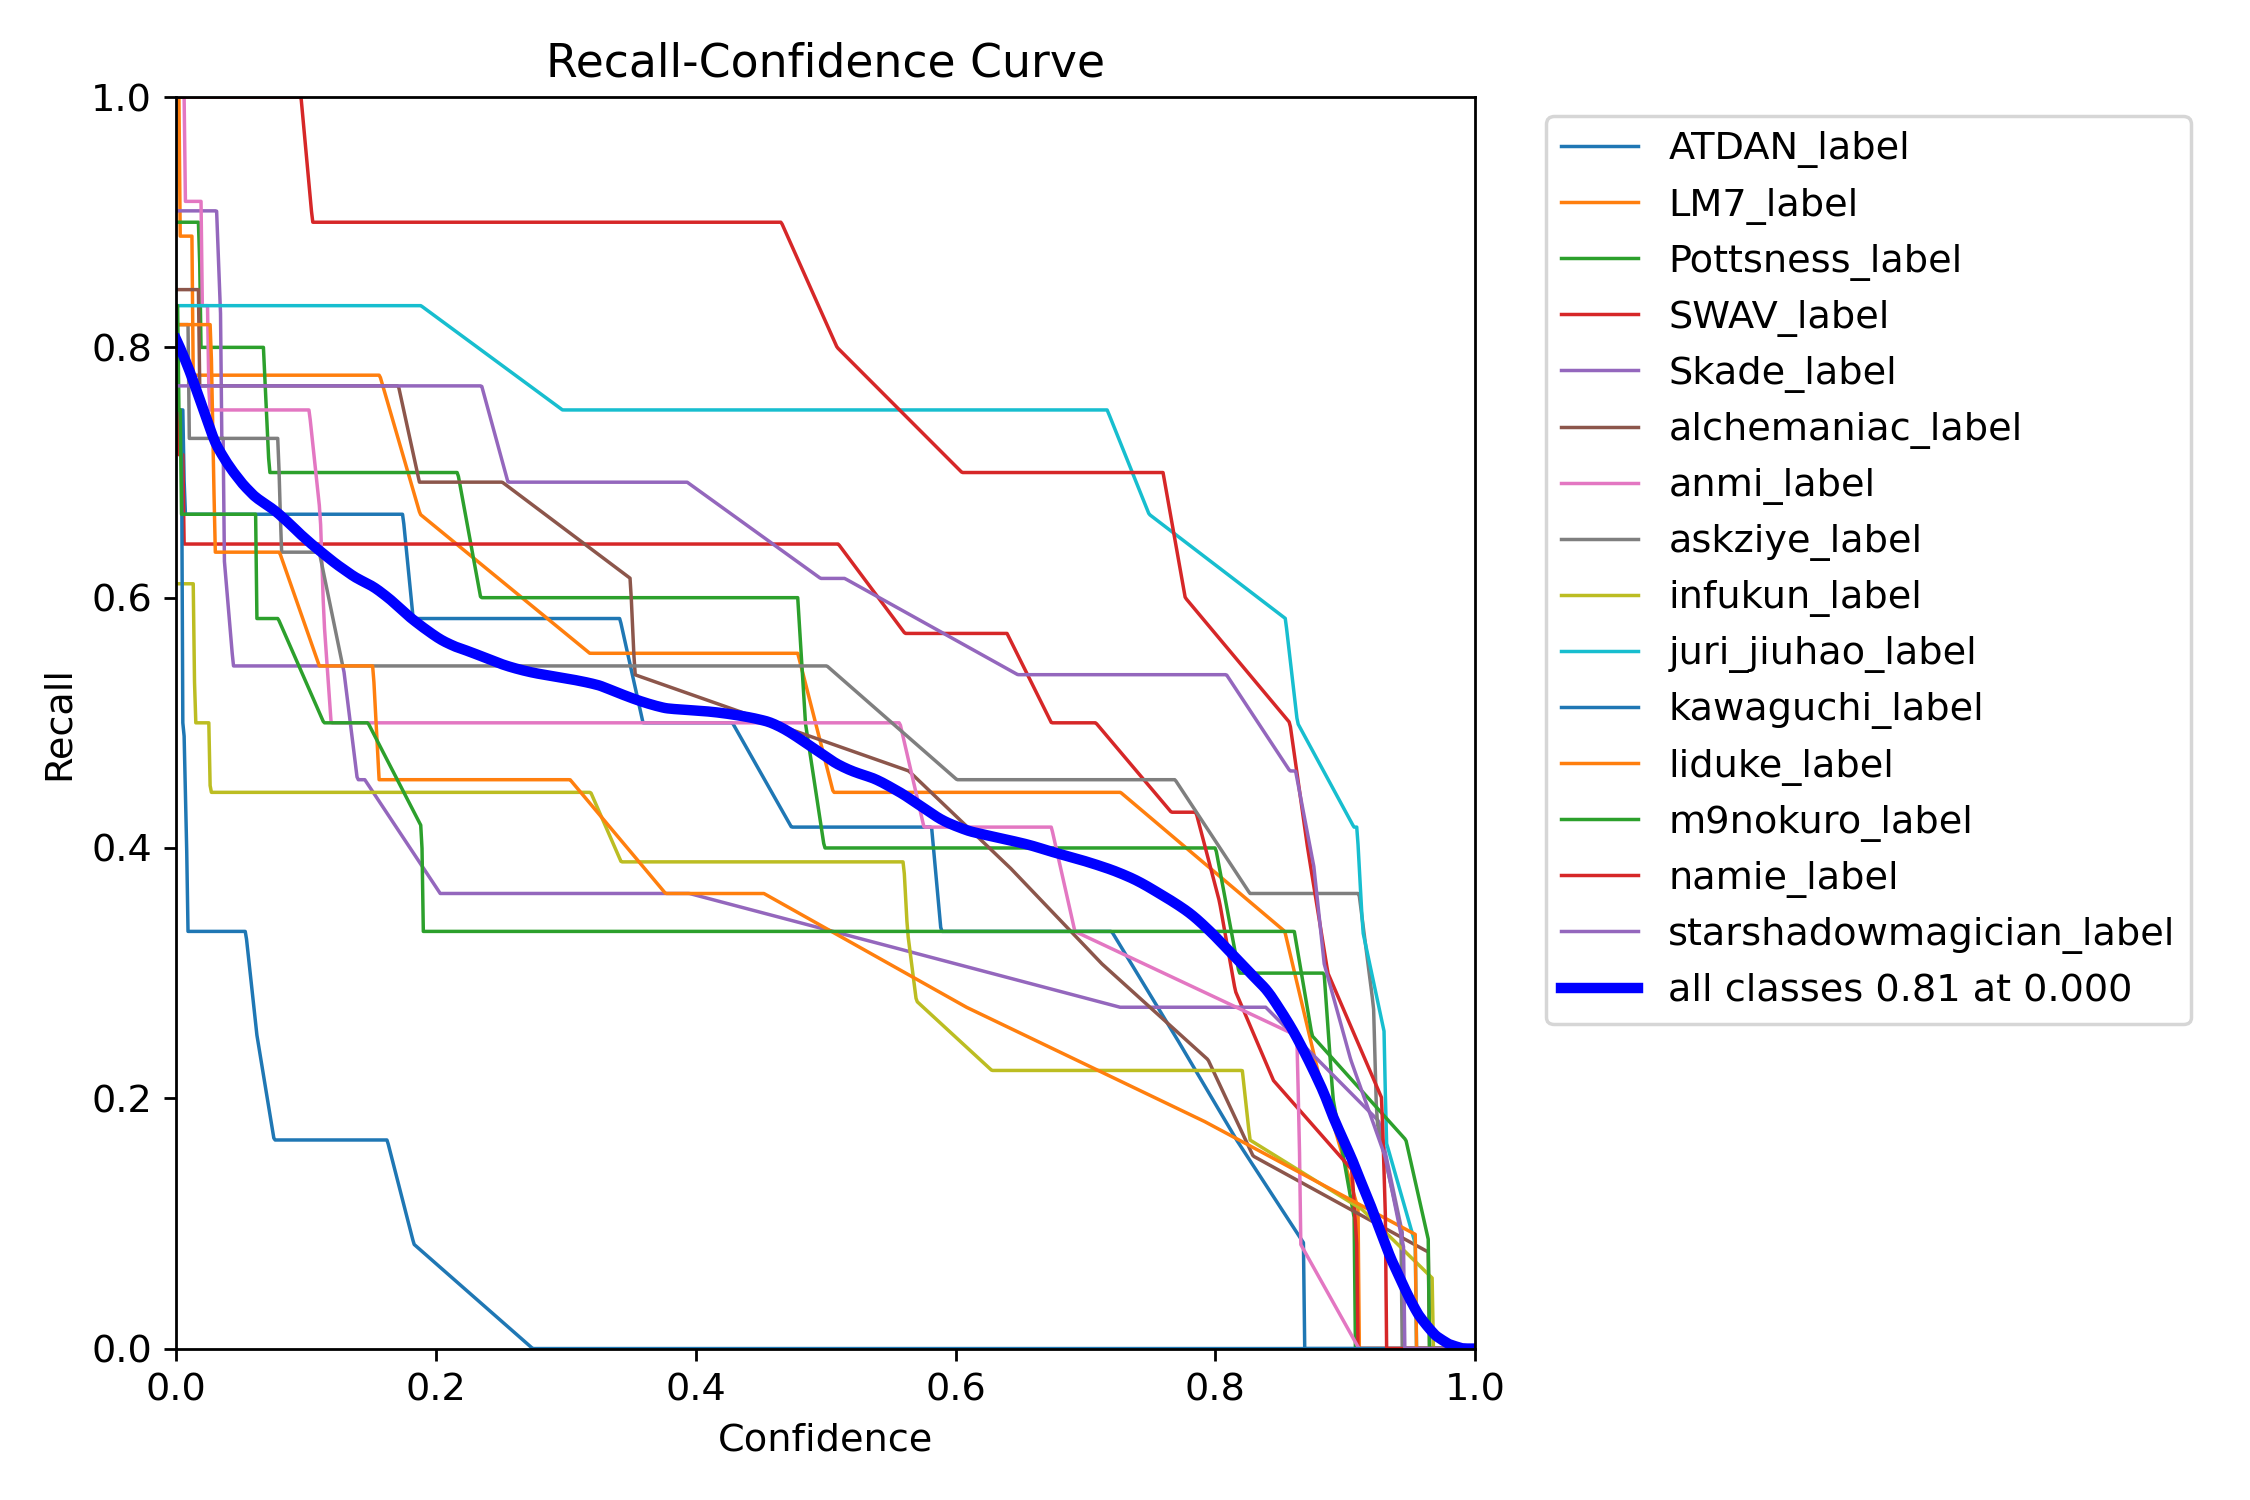 Recall-Confidence Curve
1.0
0.8
0.6
0.4
0.2
0.0
Recall
0.0 0.2 0.4 0.6 0.8 1.0
Confidence
ATDAN_label
LM7_label
Pottsness_label
SWAV_label
Skade_label
alchemaniac_label
anmi_label
askziye_label
infukun_label
juri_jiuhao_label
kawaguchi_label
liduke_label
m9nokuro_label
namie_label
starshadowmagician_label
all classes 0.81 at 0.000